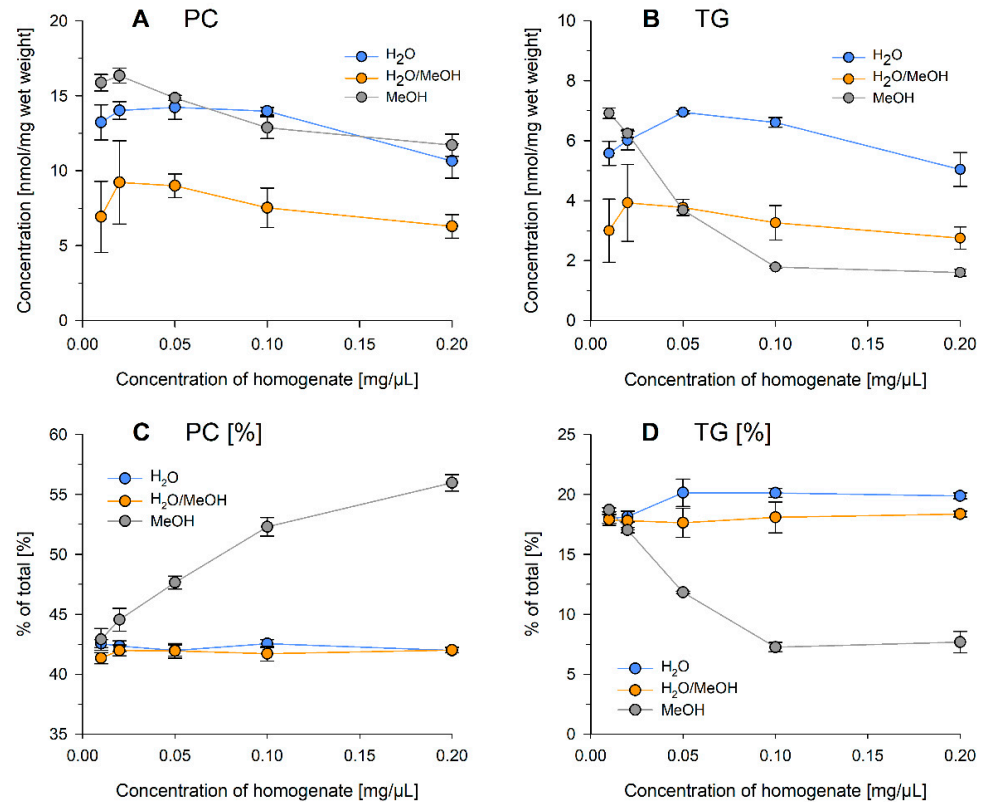 A PC
Concentration [nmol/mg wet weight]
20
15
10
5
0
H₂O
H₂O/MeOH
MeOH
0.00 0.05 0.10 0.15 0.20
Concentration of homogenate [mg/µL]
B TG
Concentration [nmol/mg wet weight]
10
8
6
4
2
0
H₂O
H₂O/MeOH
MeOH
0.00 0.05 0.10 0.15 0.20
Concentration of homogenate [mg/µL]
C PC [%]
% of total [%]
60
55
50
45
40
35
H₂O
H₂O/MeOH
MeOH
0.00 0.05 0.10 0.15 0.20
Concentration of homogenate [mg/µL]
D TG [%]
% of total [%]
25
20
15
10
5
0
H₂O
H₂O/MeOH
MeOH
0.00 0.05 0.10 0.15 0.20
Concentration of homogenate [mg/µL]